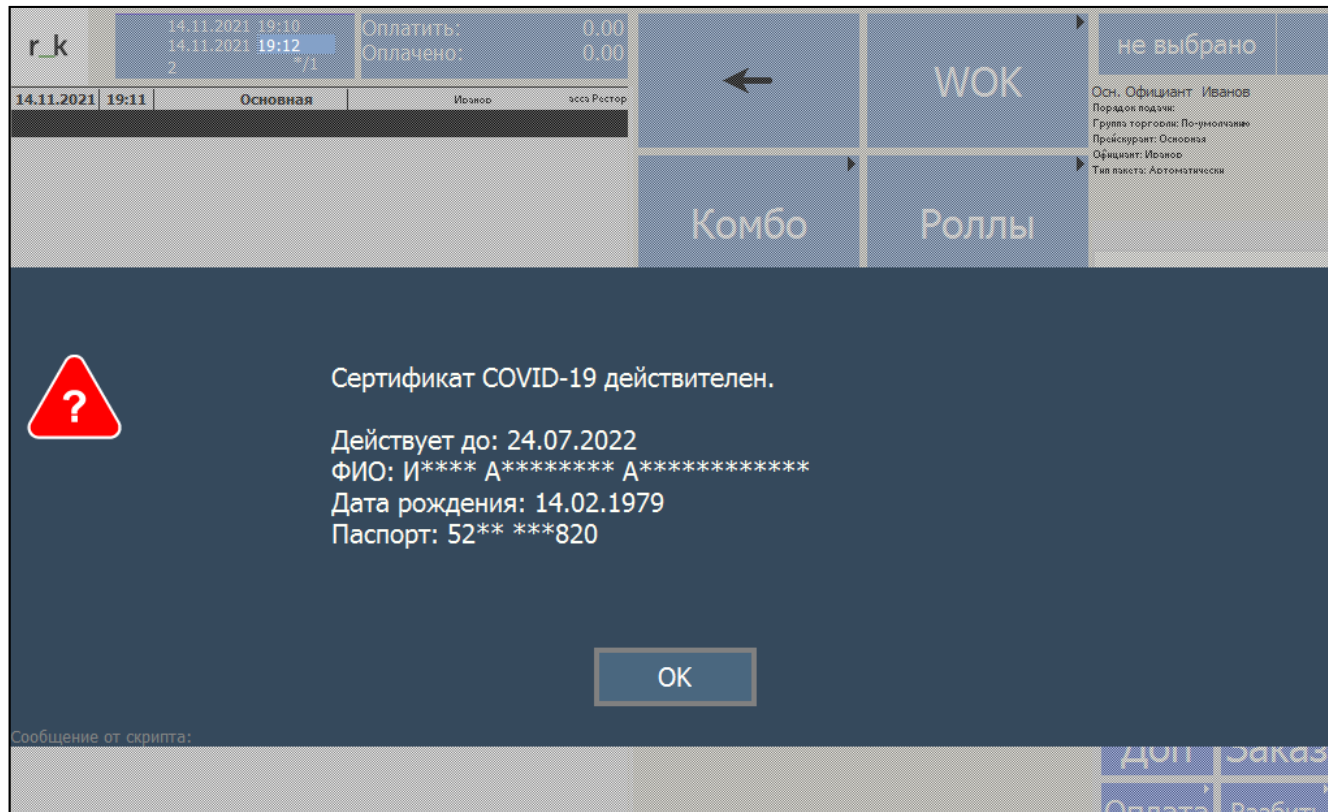 r_k
14.11.2021 19:10
14.11.2021 19:12
2 */1
Оплатить: 0.00
Оплачено: 0.00
14.11.2021 19:11 Основная Иванов асса Рестор
←
WOK
Комбо
Роллы
не выбрано
Осн. Официант Иванов
Порядок подачи:
Группа торговли: По-умолчанию
Прейскурант: Основная
Официант: Иванов
Тип пакета: Автоматически
?
Сертификат COVID-19 действителен.
Действует до: 24.07.2022
ФИО: И**** А******** А************
Дата рождения: 14.02.1979
Паспорт: 52** ***820
OK
Сообщение от скрипта:
Доп
Заказ
Оплата
Разбить